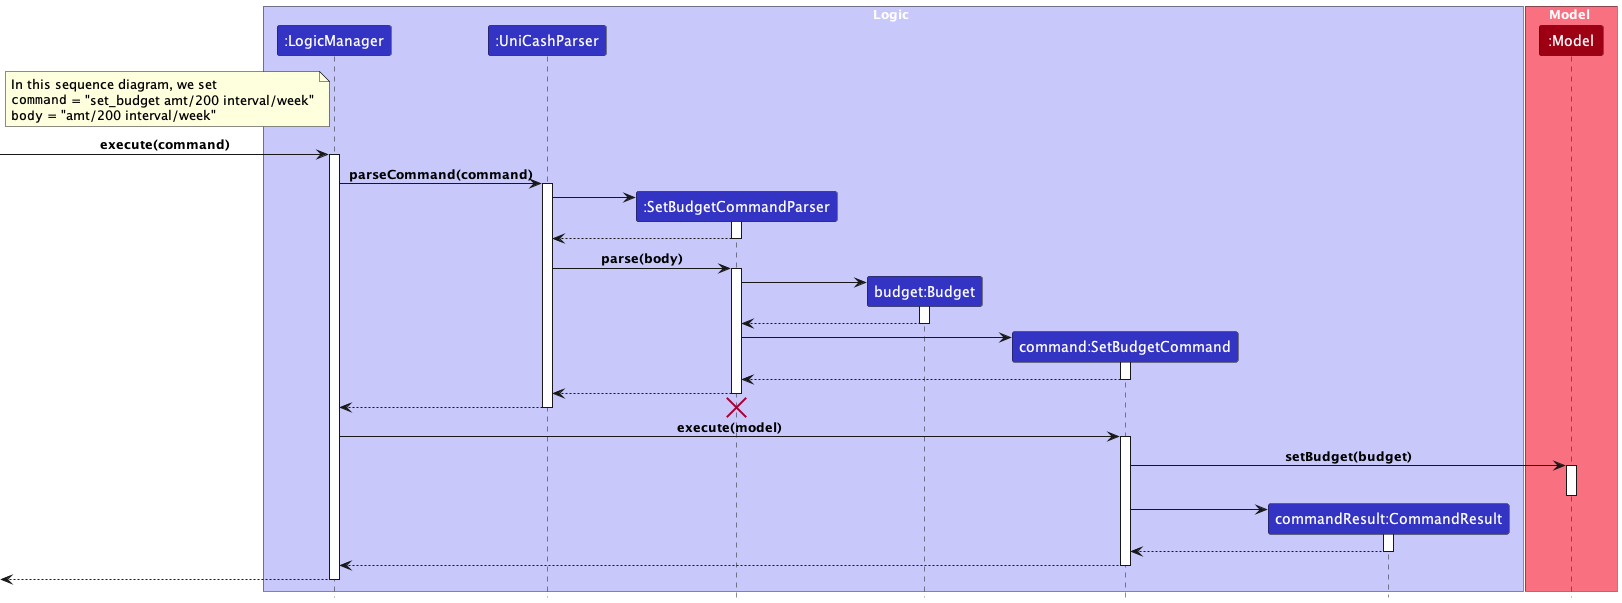 Logic
Model
:LogicManager
:UniCashParser
:Model
In this sequence diagram, we set
command = "set_budget amt/200 interval/week"
body = "amt/200 interval/week"
execute(command)
parseCommand(command)
:SetBudgetCommandParser
parse(body)
budget:Budget
command:SetBudgetCommand
execute(model)
setBudget(budget)
commandResult:CommandResult